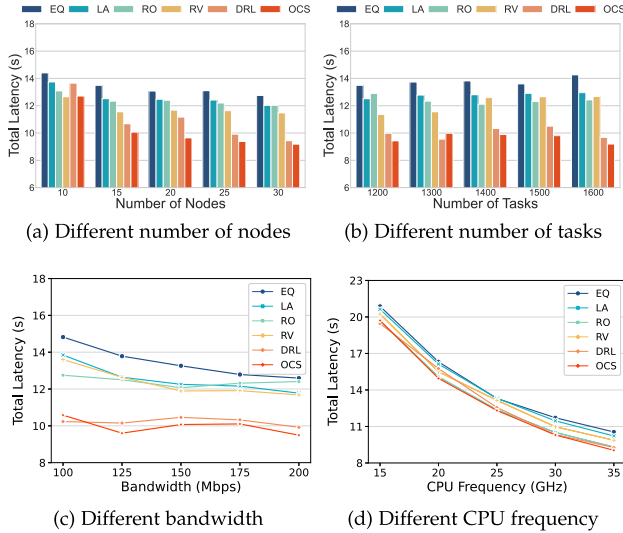 EQ LA RO RV DRL OCS
18
16
14
12
10
8
6
Total Latency (s)
10 15 20 25 30
Number of Nodes
(a) Different number of nodes
EQ LA RO RV DRL OCS
18
16
14
12
10
8
6
Total Latency (s)
1200 1300 1400 1500 1600
Number of Tasks
(b) Different number of tasks
18
16
14
12
10
8
Total Latency (s)
EQ
LA
RO
RV
DRL
OCS
100 125 150 175 200
Bandwidth (Mbps)
(c) Different bandwidth
23
20
17
14
11
8
Total Latency (s)
EQ
LA
RO
RV
DRL
OCS
15 20 25 30 35
CPU Frequency (GHz)
(d) Different CPU frequency